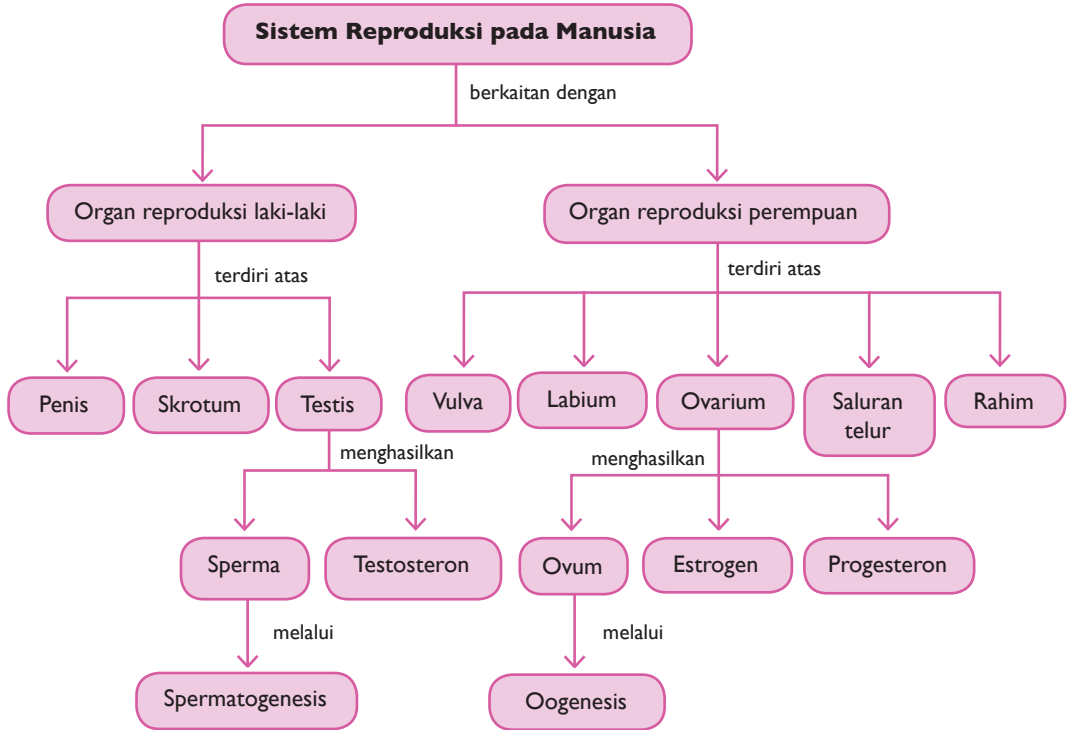 Sistem Reproduksi pada Manusia
berkaitan dengan
Organ reproduksi laki-laki
Organ reproduksi perempuan
terdiri atas
terdiri atas
Penis
Skrotum
Testis
Vulva
Labium
Ovarium
Saluran
telur
Rahim
menghasilkan
menghasilkan
Sperma
Testosteron
Ovum
Estrogen
Progesteron
melalui
melalui
Spermatogenesis
Oogenesis